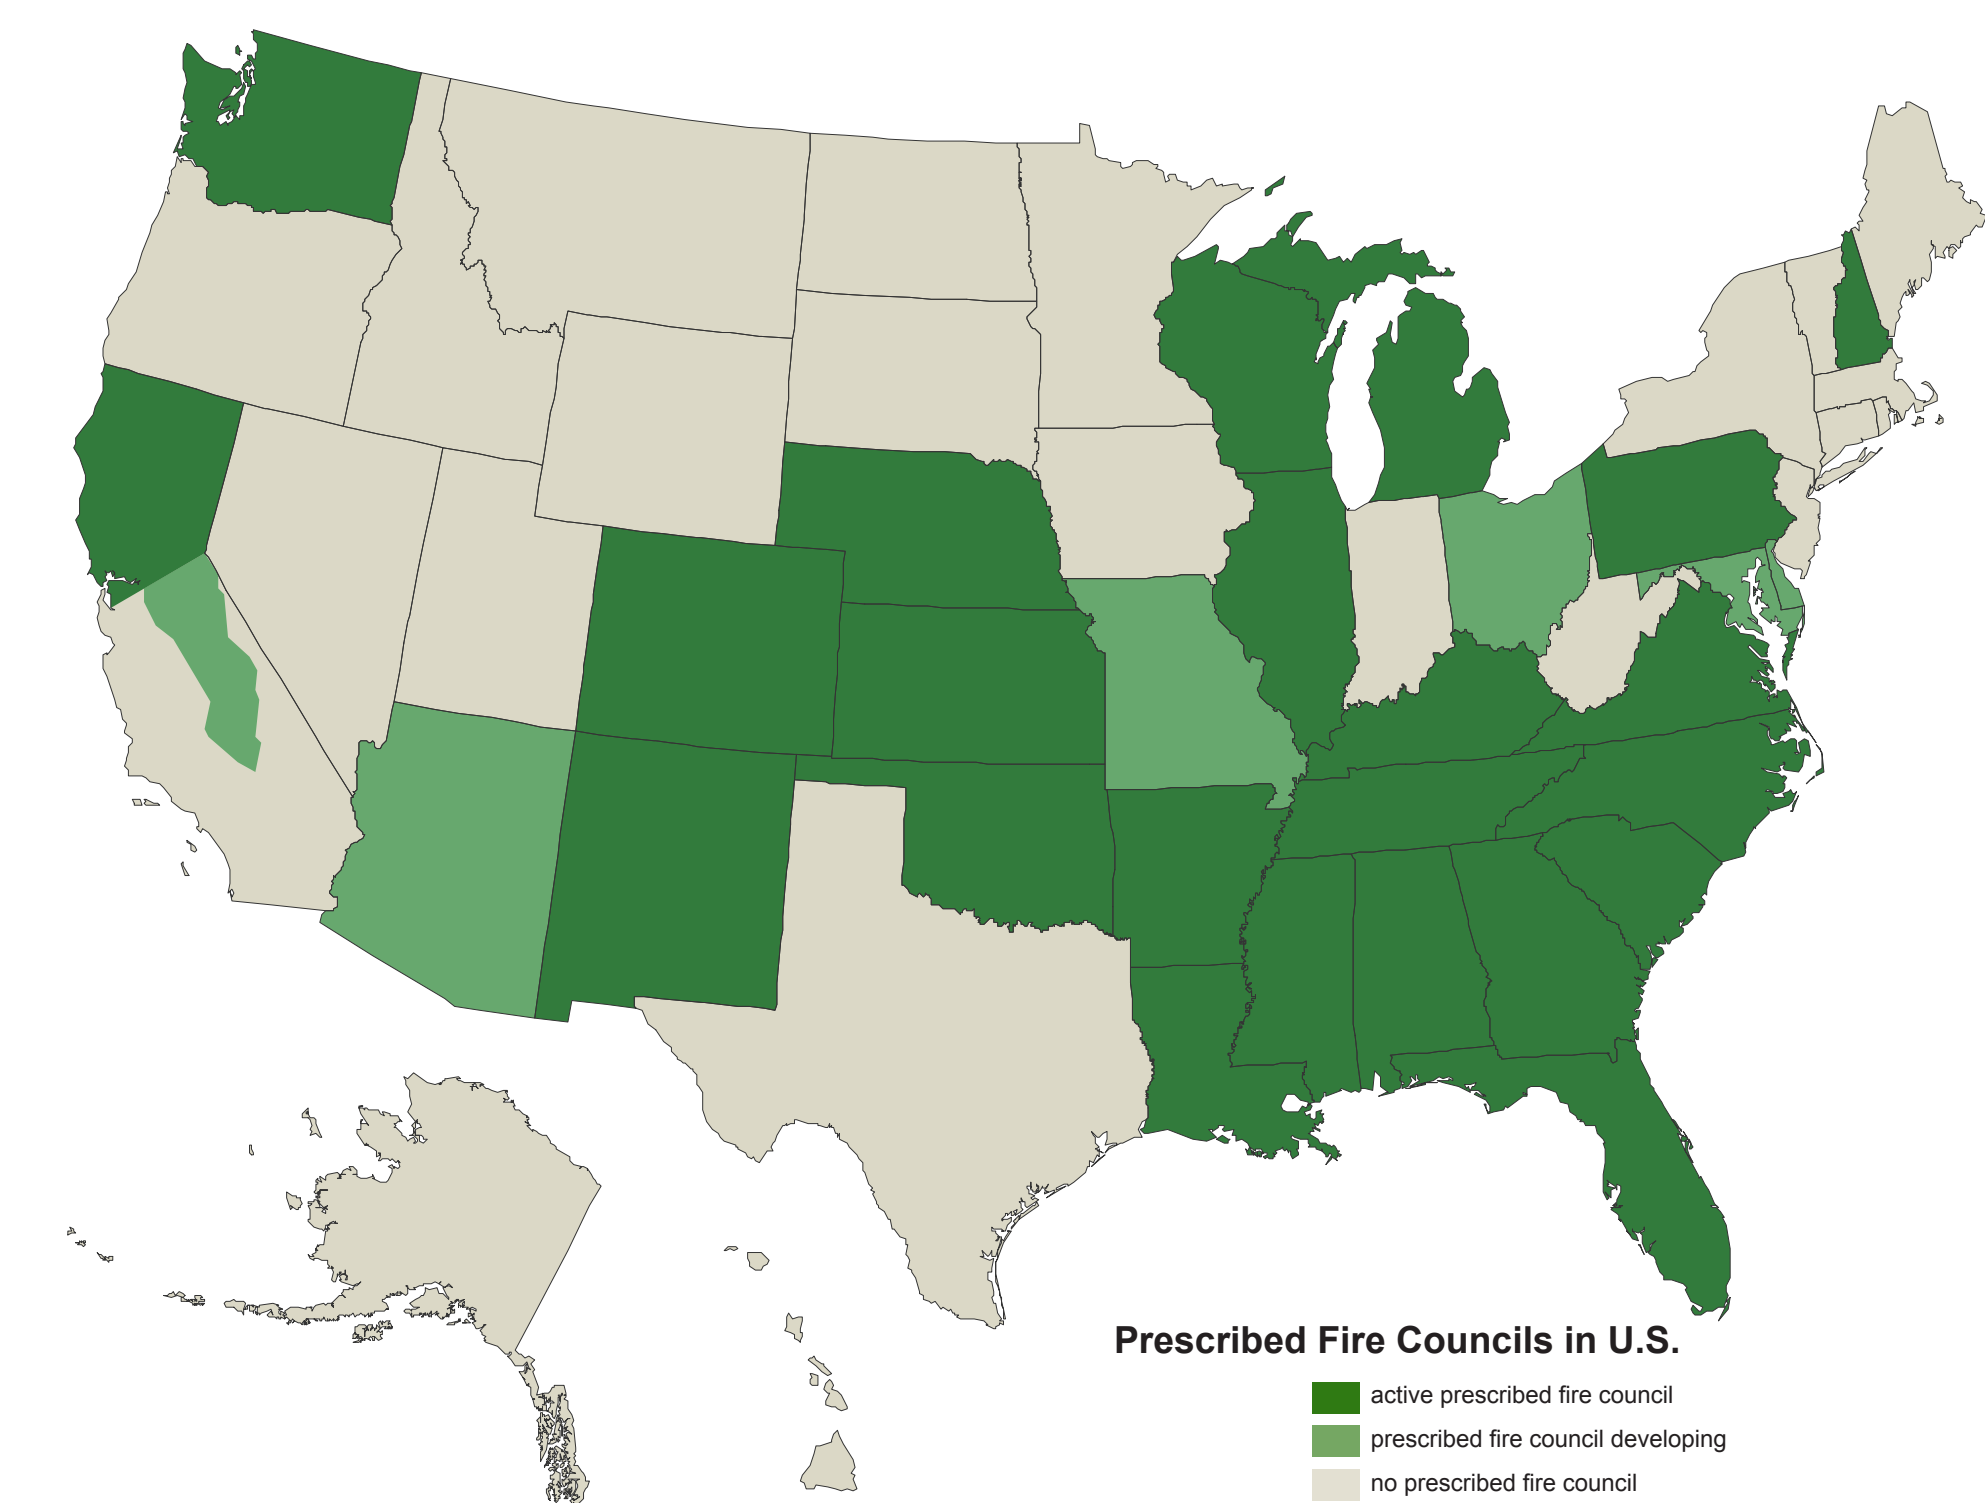 Prescribed Fire Councils in U.S.
active prescribed fire council
prescribed fire council developing
no prescribed fire council